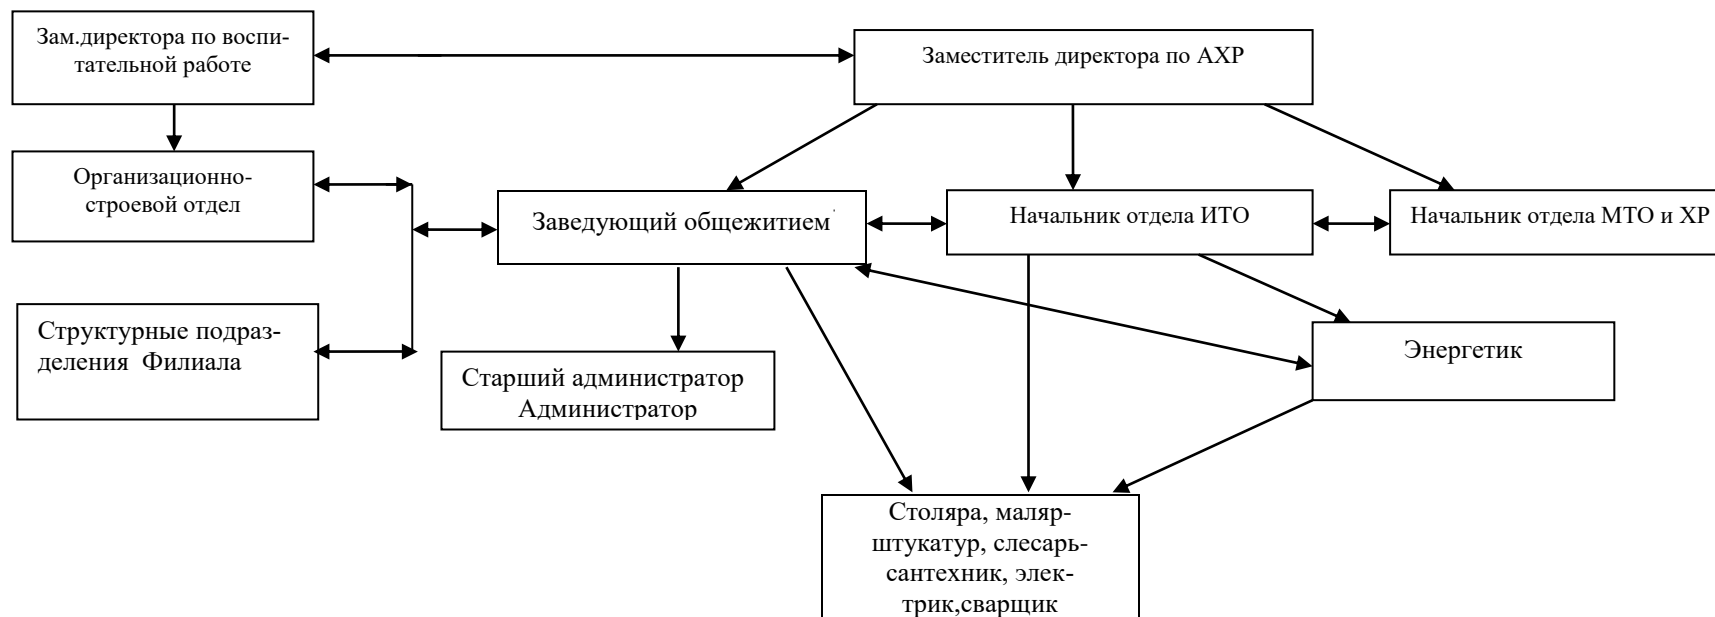 Зам.директора по воспи-
тательной работе
Заместитель директора по АХР
Организационно-
строевой отдел
Заведующий общежитием
Начальник отдела ИТО
Начальник отдела МТО и ХР
Структурные подраз-
деления Филиала
Старший администратор
Администратор
Энергетик
Столяра, маляр-
штукатур, слесарь-
сантехник, элек-
трик,сварщик